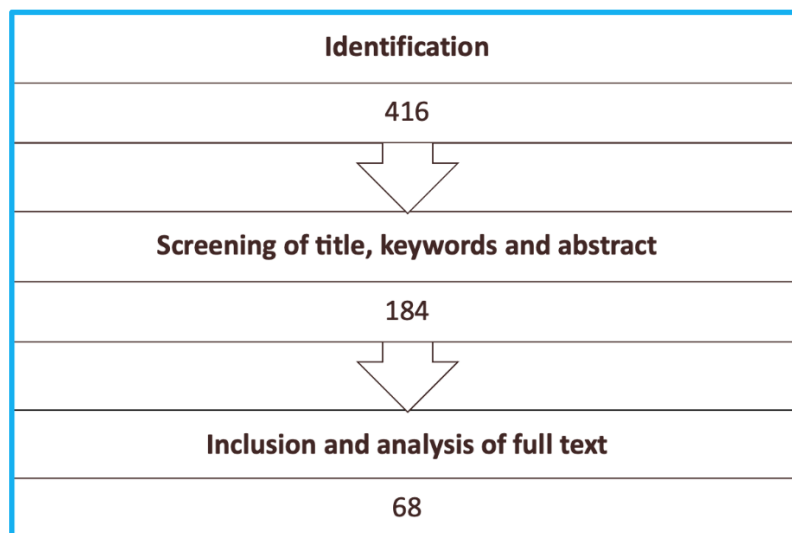 Identification
416
Screening of title, keywords and abstract
184
Inclusion and analysis of full text
68